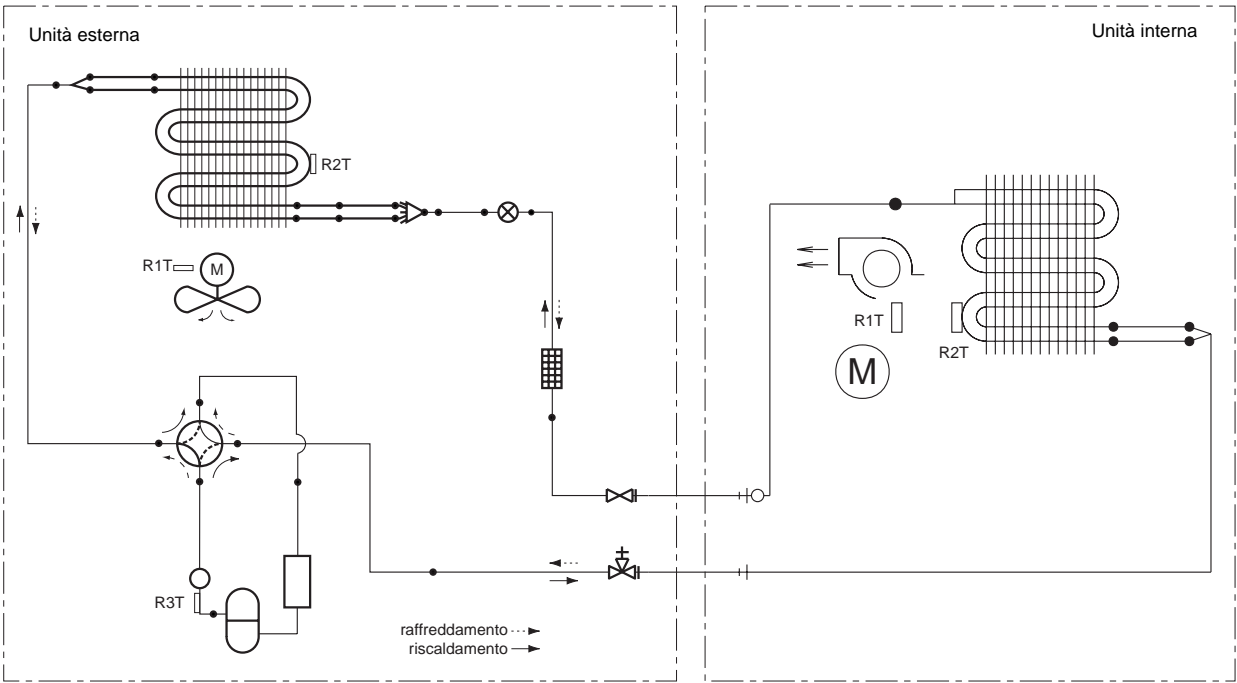 Unità esterna
Unità interna
R2T
R1T
M
R1T
R2T
M
R3T
raffreddamento
riscaldamento